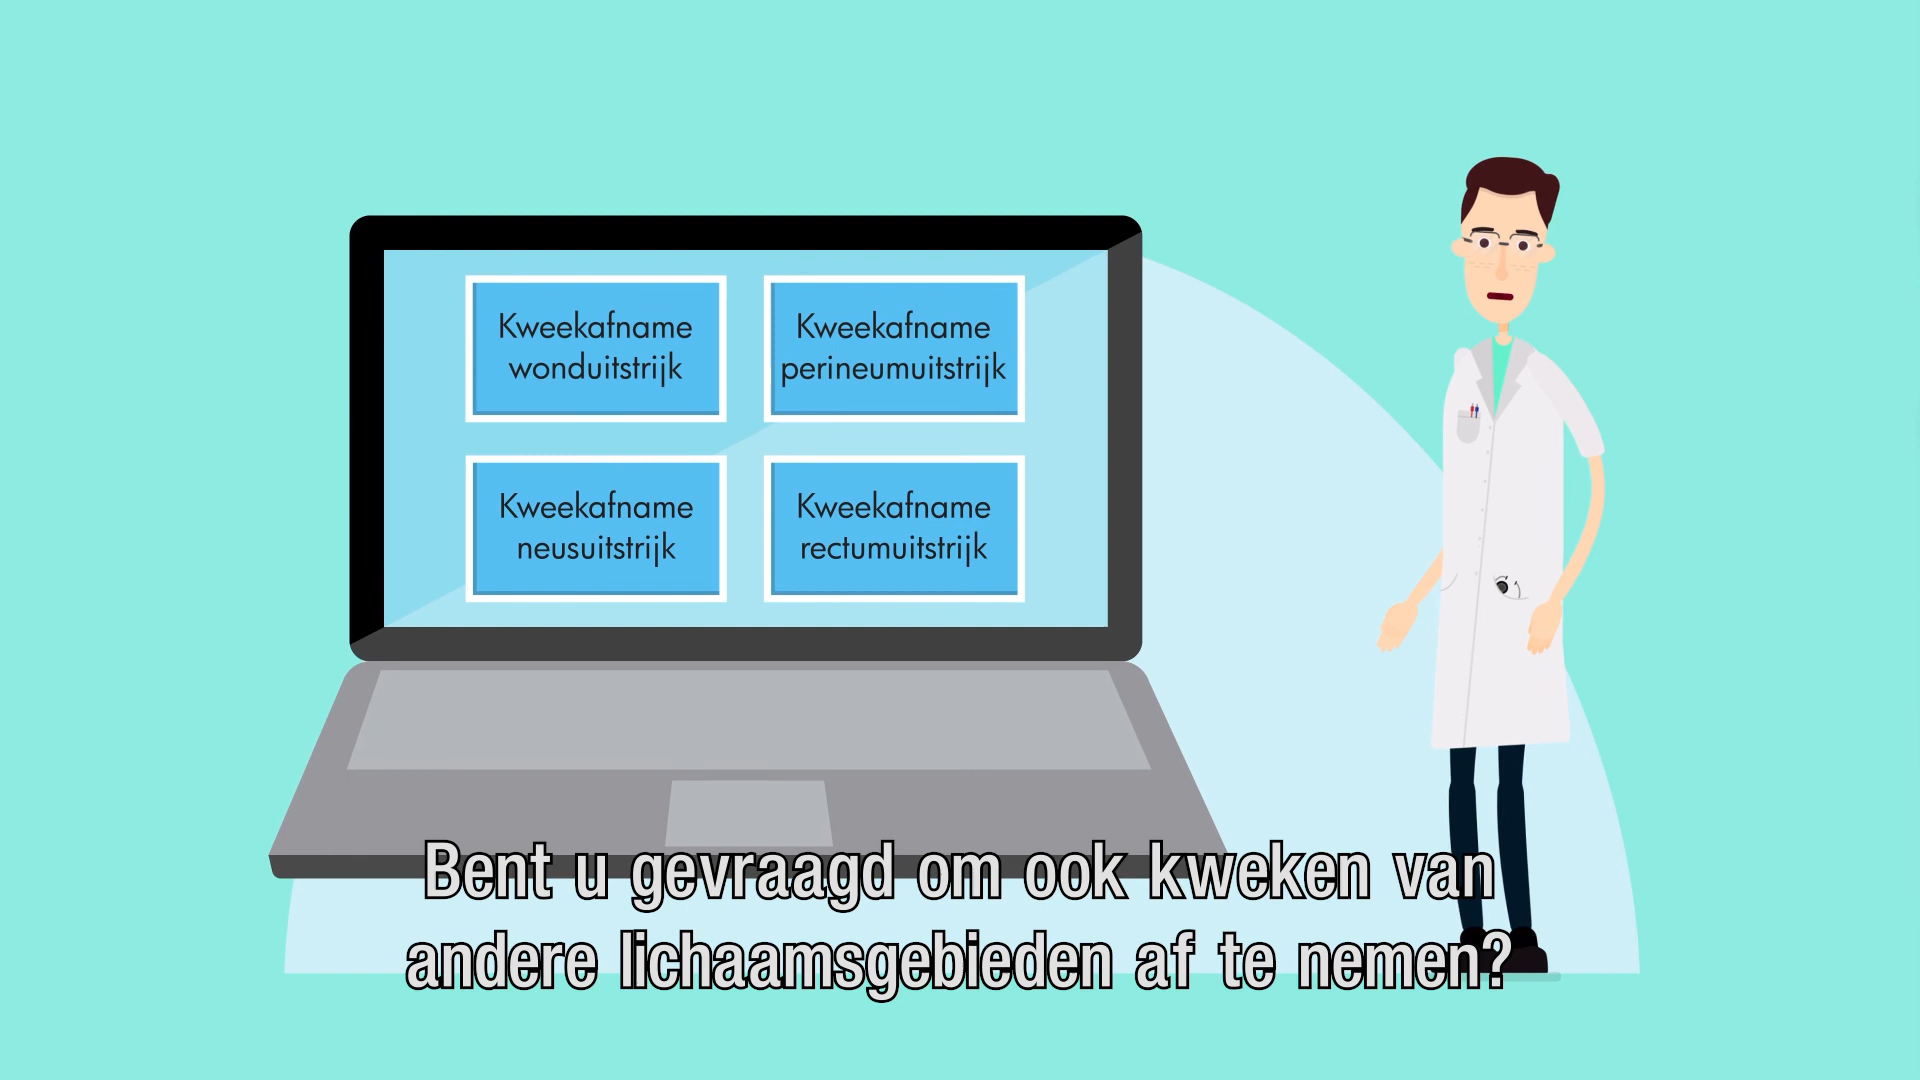 Kweekafname
wonduitstrijk
Kweekafname
perineumuitstrijk
Kweekafname
neusuitstrijk
Kweekafname
rectumuitstrijk
Bent u gevraagd om ook kweken van
andere lichaamsgebieden af te nemen?